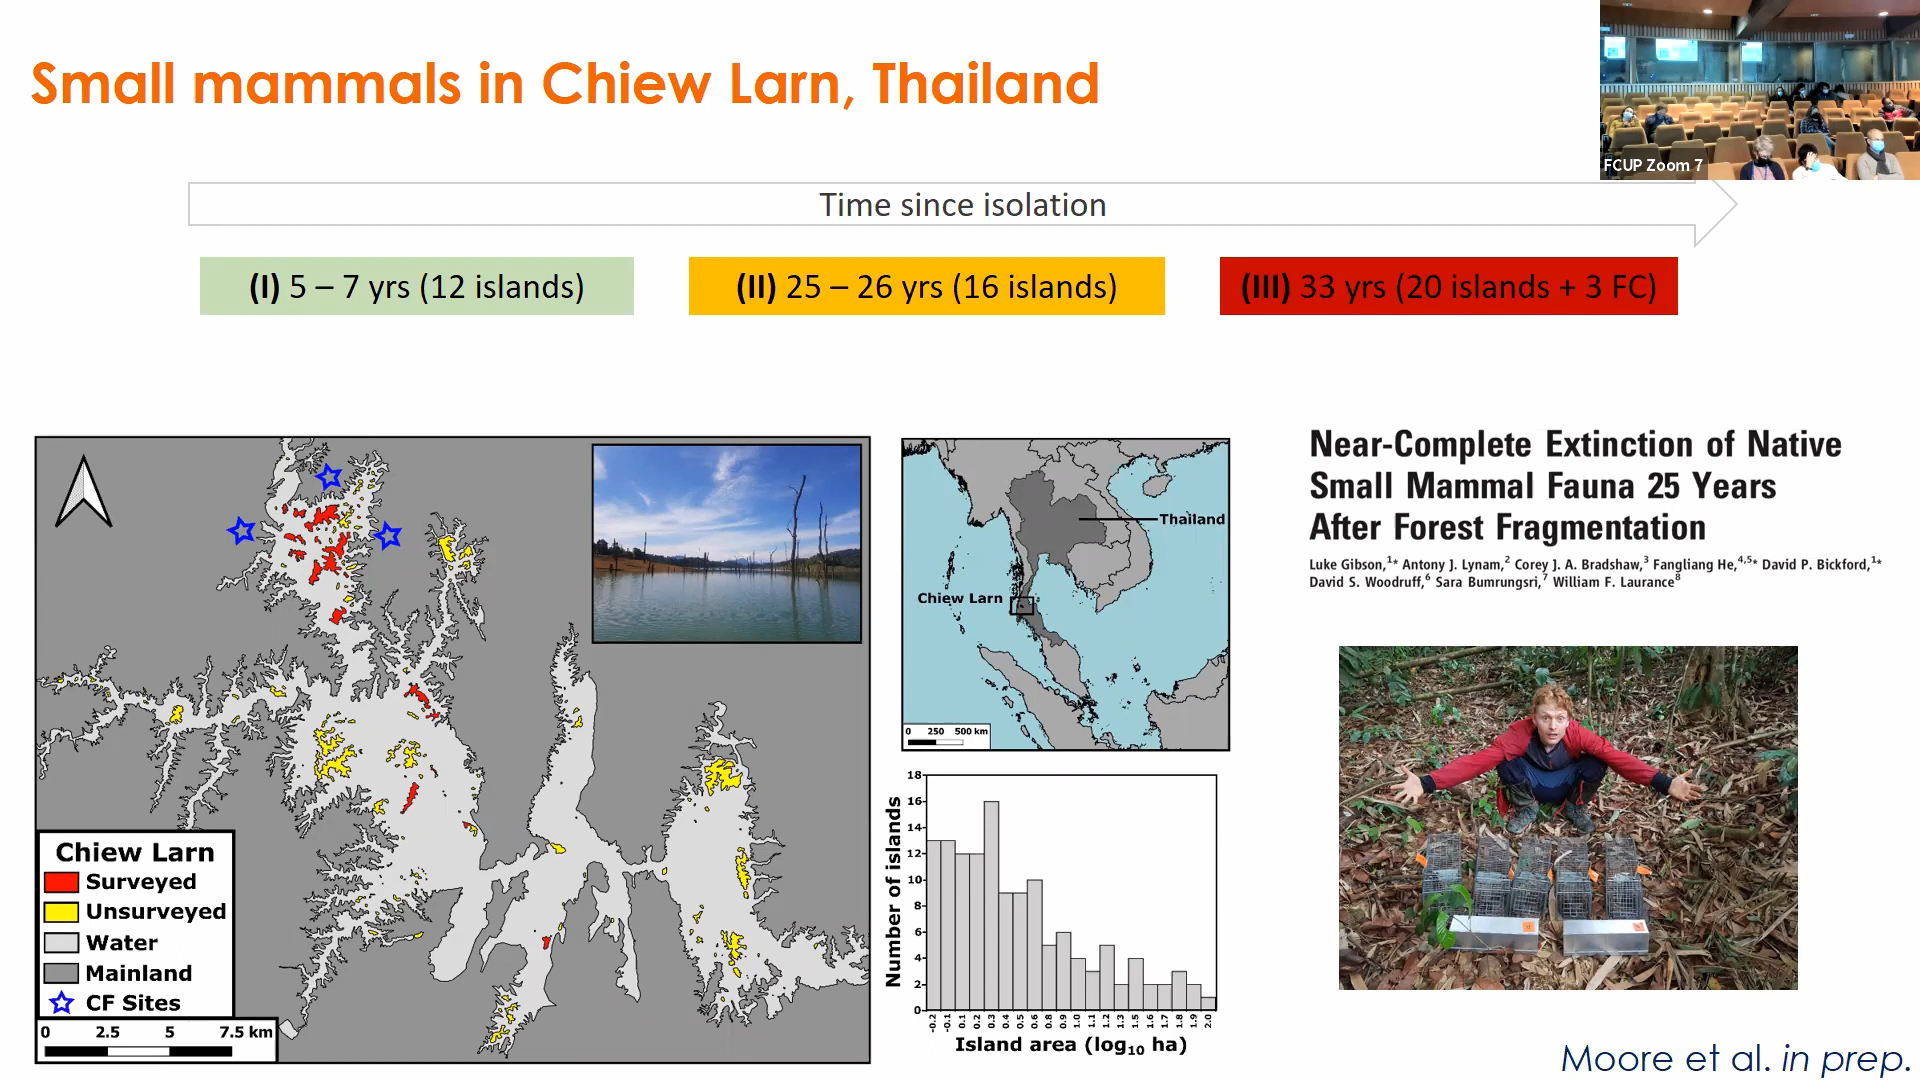 Small mammals in Chiew Larn, Thailand
FCUP Zoom 7
Time since isolation
(I) 5 – 7 yrs (12 islands)
(II) 25 – 26 yrs (16 islands)
(III) 33 yrs (20 islands + 3 FC)
Chiew Larn
Surveyed
Unsurveyed
Water
Mainland
CF Sites
0 2.5 5 7.5 km
Thailand
Chiew Larn
0 250 500 km
18
16
14
12
10
8
6
4
2
0
Number of islands
-0.2 -0.1 0.1 0.2 0.3 0.4 0.5 0.6 0.8 0.9 1.0 1.1 1.2 1.3 1.5 1.6 1.7 1.8 1.9 2.0
Island area (log10 ha)
Near-Complete Extinction of Native
Small Mammal Fauna 25 Years
After Forest Fragmentation
Luke Gibson,1* Antony J. Lynam,2 Corey J. A. Bradshaw,3 Fangliang He,4,5* David P. Bickford,1*
David S. Woodruff,6 Sara Bumrungsri,7 William F. Laurance8
Moore et al. in prep.